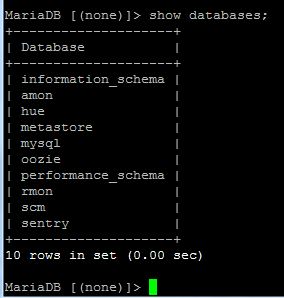 MariaDB [(none)]> show databases;
+--------------------+
| Database           |
+--------------------+
| information_schema |
| amon               |
| hue                |
| metastore          |
| mysql              |
| oozie              |
| performance_schema |
| rmon               |
| scm                |
| sentry             |
+--------------------+
10 rows in set (0.00 sec)
MariaDB [(none)]>